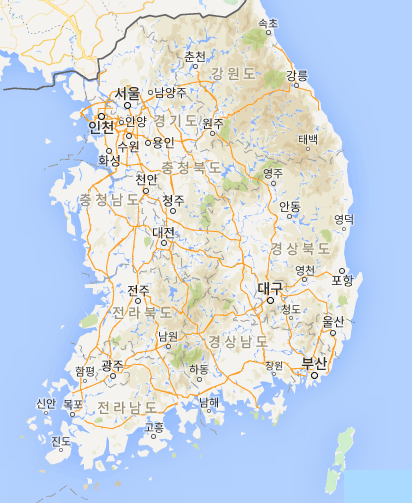 속초
춘천
강원도
강릉
서울
남양주
인천
안양
경기도
원주
수원
용인
태백
화성
충청북도
천안
영주
충청남도
청주
안동
영덕
대전
경상북도
영천
포항
전주
대구
청도
전라북도
울산
남원
경상남도
함평
광주
하동
창원
부산
신안
목포
전라남도
남해
고흥
진도